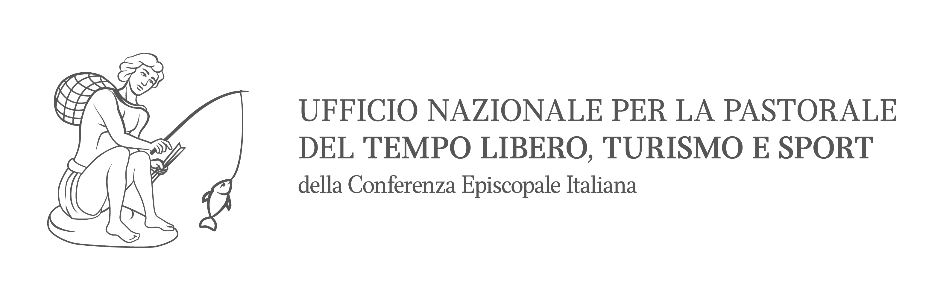 UFFICIO NAZIONALE PER LA PASTORALE
DEL TEMPO LIBERO, TURISMO E SPORT
della Conferenza Episcopale Italiana